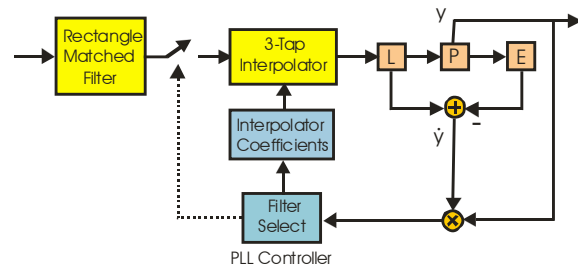 Rectangle
Matched
Filter
3-Tap
Interpolator
L
P
E
y
Interpolator
Coefficients
+
−
ẏ
Filter
Select
×
PLL Controller